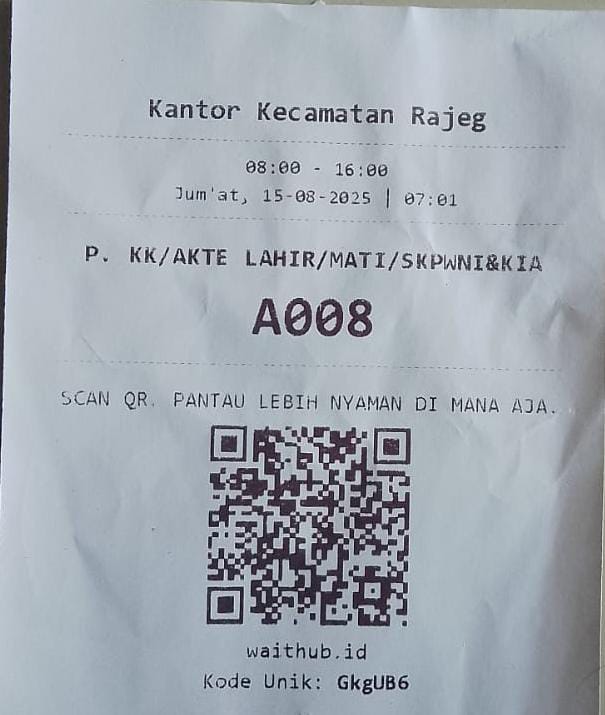 Kantor Kecamatan Rajeg
08:00 - 16:00
Jum'at, 15-08-2025 | 07:01
P. KK/AKTE LAHIR/MATI/SKPWNI&KIA
A008
SCAN QR. PANTAU LEBIH NYAMAN DI MANA AJA.
waithub.id
Kode Unik: GkgUB6